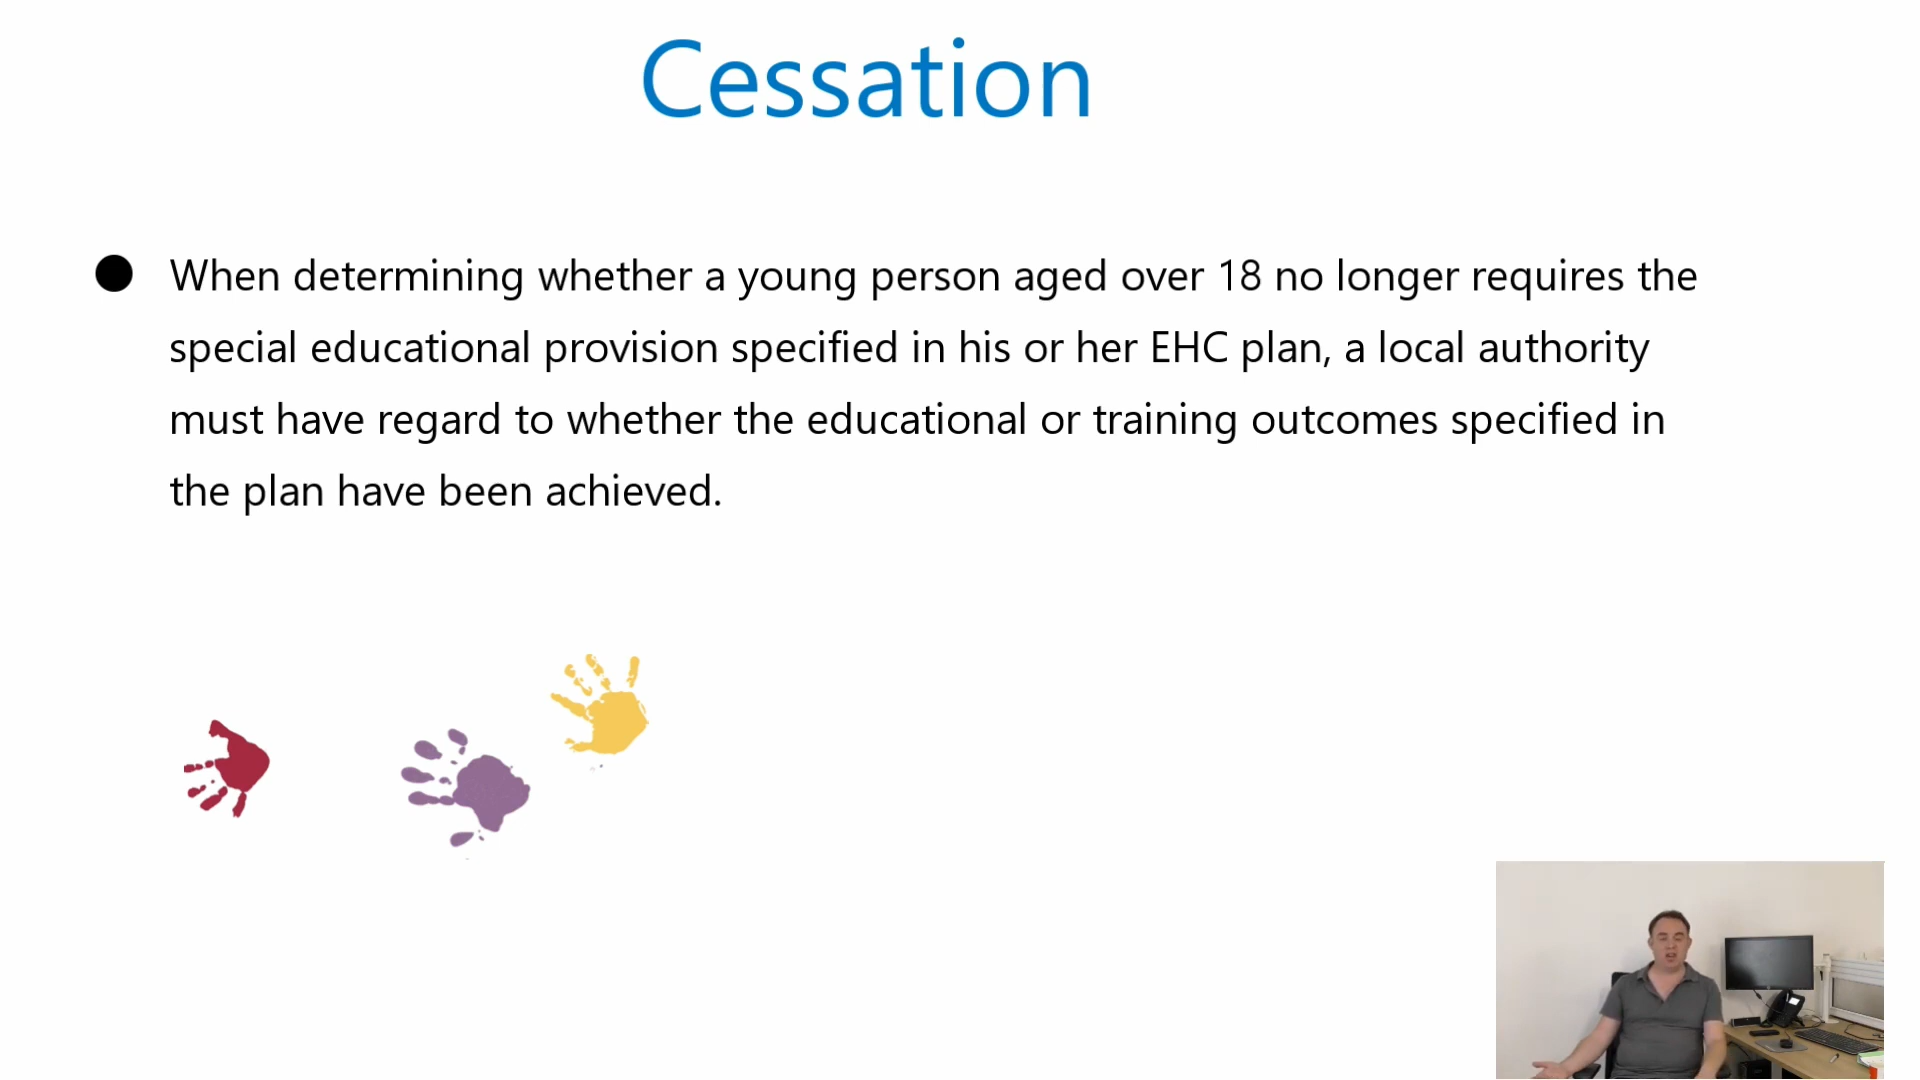 Cessation
When determining whether a young person aged over 18 no longer requires the
special educational provision specified in his or her EHC plan, a local authority
must have regard to whether the educational or training outcomes specified in
the plan have been achieved.